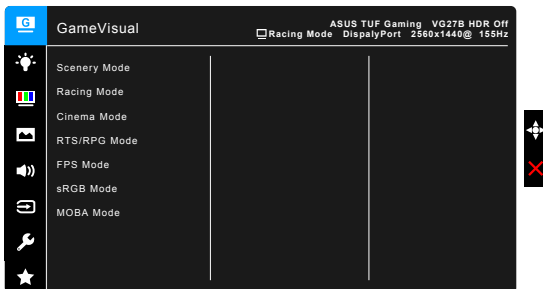 G
GameVisual
ASUS TUF Gaming VG27B HDR Off
Racing Mode DispalyPort 2560x1440@ 155Hz
Scenery Mode
Racing Mode
Cinema Mode
RTS/RPG Mode
FPS Mode
sRGB Mode
MOBA Mode